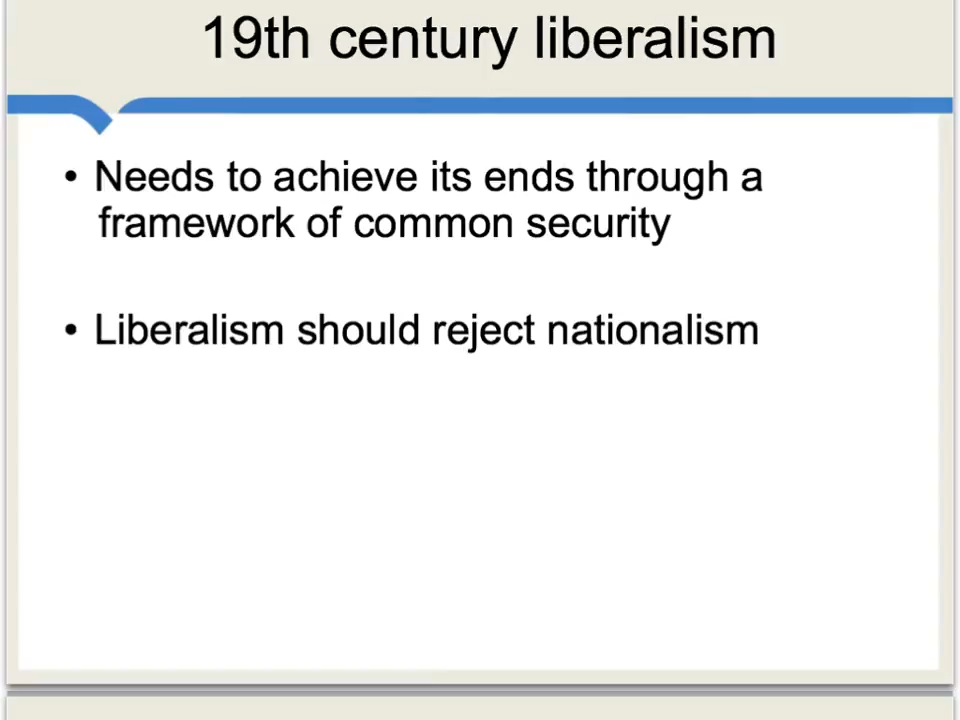 19th century liberalism
• Needs to achieve its ends through a
framework of common security
• Liberalism should reject nationalism